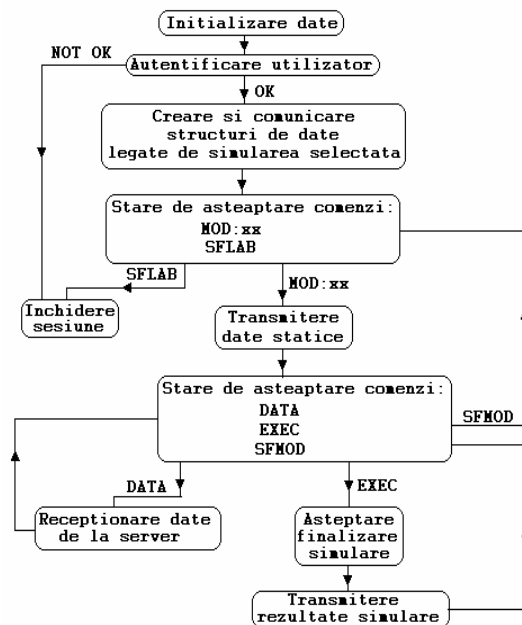 Initializare date
NOT OK
Autentificare utilizator
OK
Creare si comunicare
structuri de date
legate de simularea selectata
Stare de asteaptare comenzi:
MOD:xx
SFLAB
SFLAB
MOD:xx
Inchidere
sesiune
Transmitere
date statice
Stare de asteaptare comenzi:
DATA
EXEC
SFMOD
SFMOD
DATA
EXEC
Receptionare date
de la server
Asteptare
finalizare
simulare
Transmitere
rezultate simulare